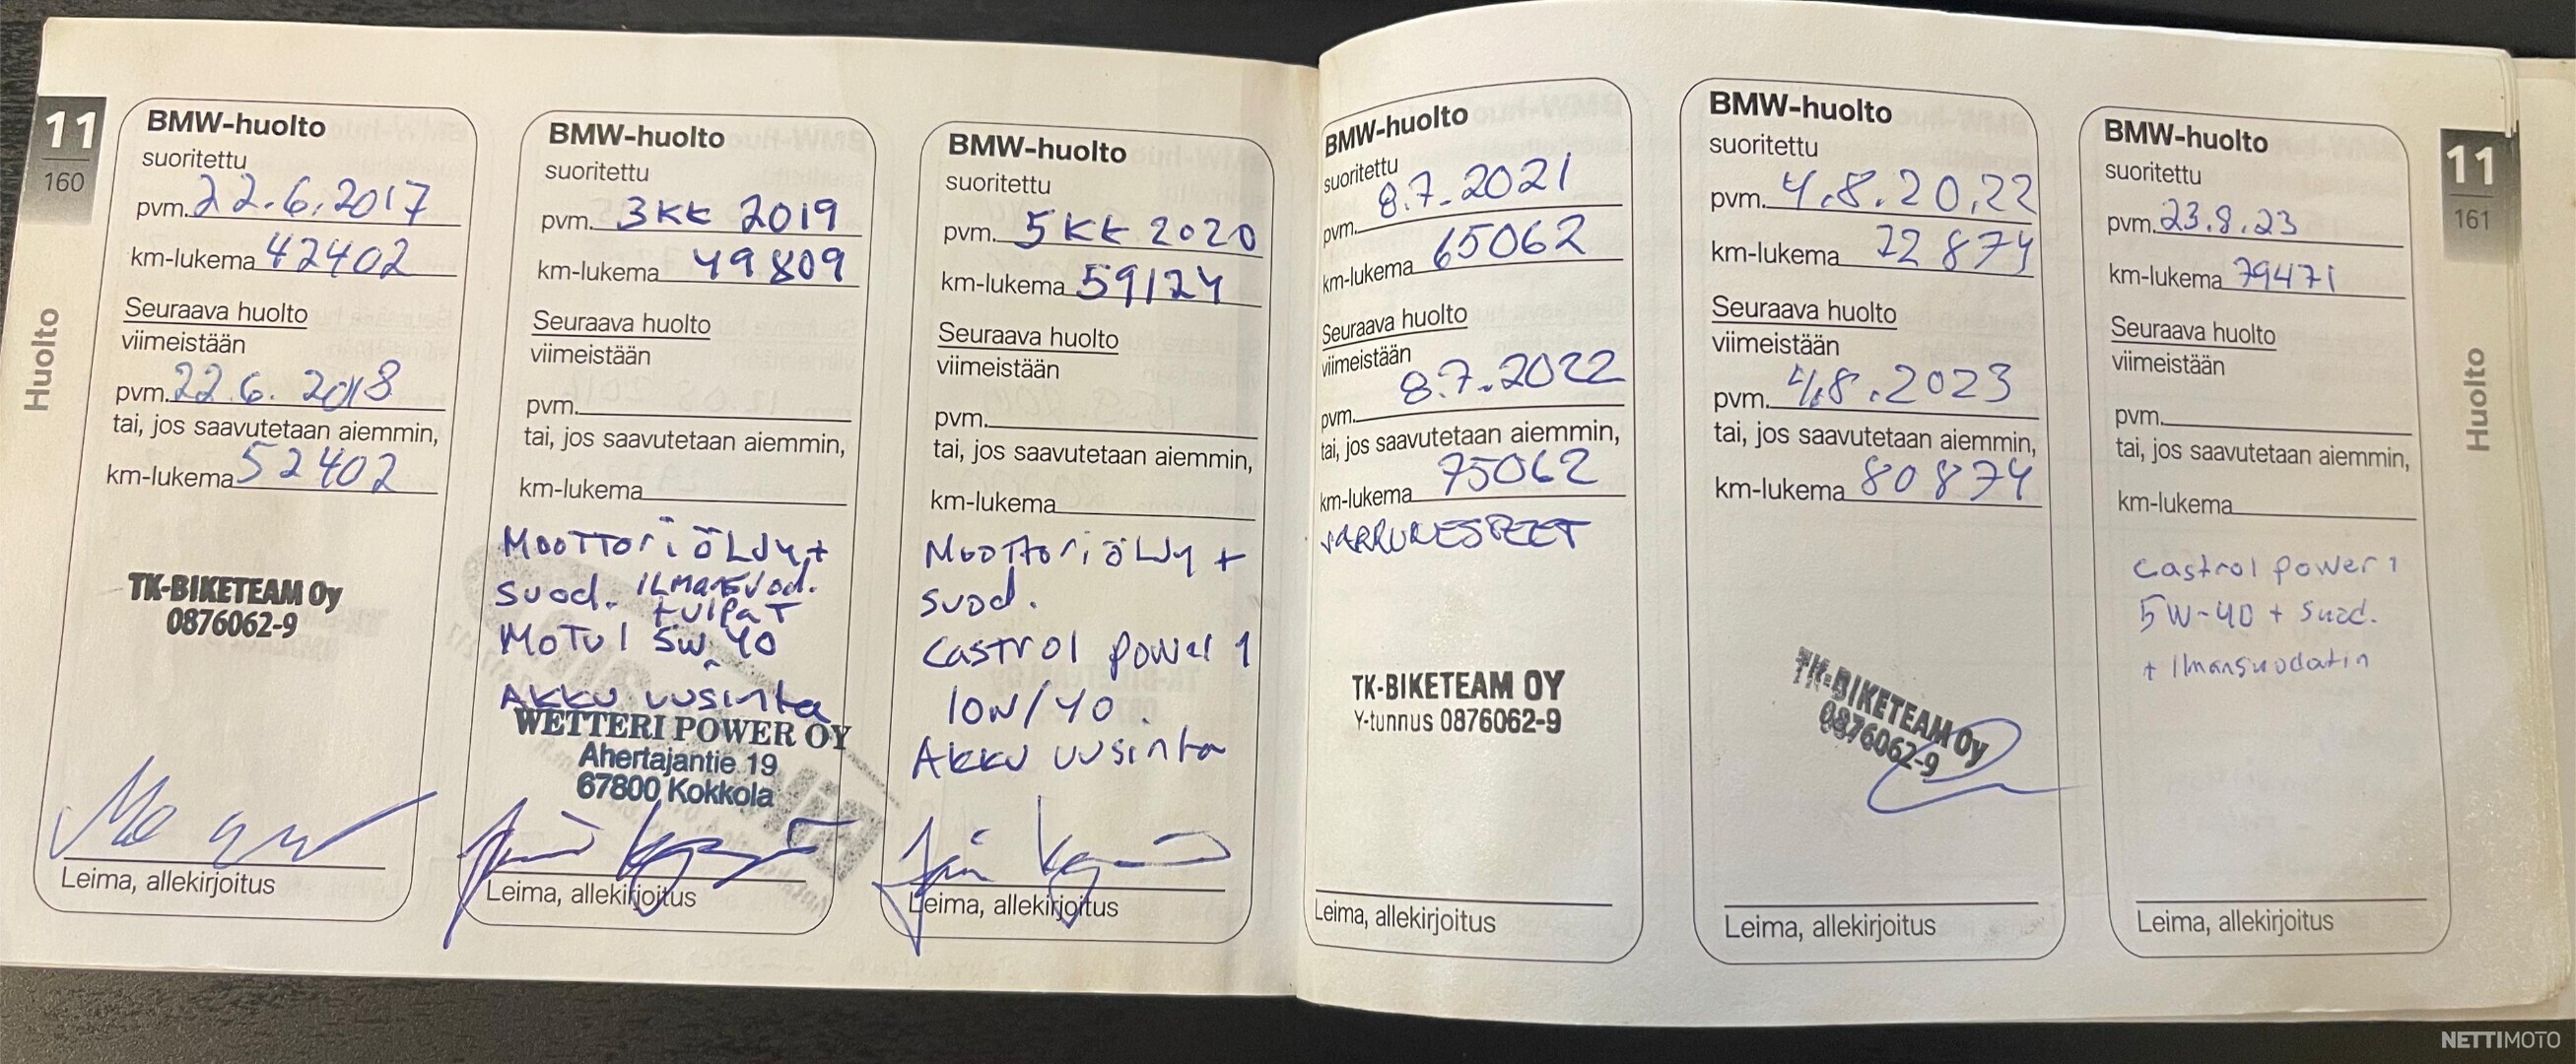 11
160
Huolto
BMW-huolto
suoritettu
pvm. 22.6.2017
km-lukema 42402
Seuraava huolto
viimeistään
pvm. 22.6. 2018
tai, jos saavutetaan aiemmin,
km-lukema 52402
TK-BIKETEAM Oy
0876062-9
Leima, allekirjoitus
BMW-huolto
suoritettu
pvm. 3KK 2019
km-lukema 49809
Seuraava huolto
viimeistään
pvm.
tai, jos saavutetaan aiemmin,
km-lukema
Moottoriöljy+
suod. ilmansuod.
+ tulpat
Motul 5W-40
Akku uusinta
WETTERI POWER OY
Ahertajantie 19
67800 Kokkola
Leima, allekirjoitus
BMW-huolto
suoritettu
pvm. 5KK 2020
km-lukema 59124
Seuraava huolto
viimeistään
pvm.
tai, jos saavutetaan aiemmin,
km-lukema
Moottoriöljy +
suod.
Castrol power 1
10W/40.
Akku uusinta
Leima, allekirjoitus
BMW-huolto
suoritettu
pvm. 8.7.2021
km-lukema 65062
Seuraava huolto
viimeistään
pvm. 8.7.2022
tai, jos saavutetaan aiemmin,
km-lukema 75062
JARRUNESTEET
TK-BIKETEAM OY
Y-tunnus 0876062-9
Leima, allekirjoitus
BMW-huolto
suoritettu
pvm. 4.8.20.22
km-lukema 72 874
Seuraava huolto
viimeistään
pvm. 4.8.2023
tai, jos saavutetaan aiemmin,
km-lukema 80874
TK-BIKETEAM Oy
0876062-9
Leima, allekirjoitus
BMW-huolto
suoritettu
pvm. 23.8.23
km-lukema 79471
Seuraava huolto
viimeistään
pvm.
tai, jos saavutetaan aiemmin,
km-lukema
Castrol power 1
5W-40 + suod.
+ ilmansuodatin
Leima, allekirjoitus
11
161
Huolto
NETTIMOTO